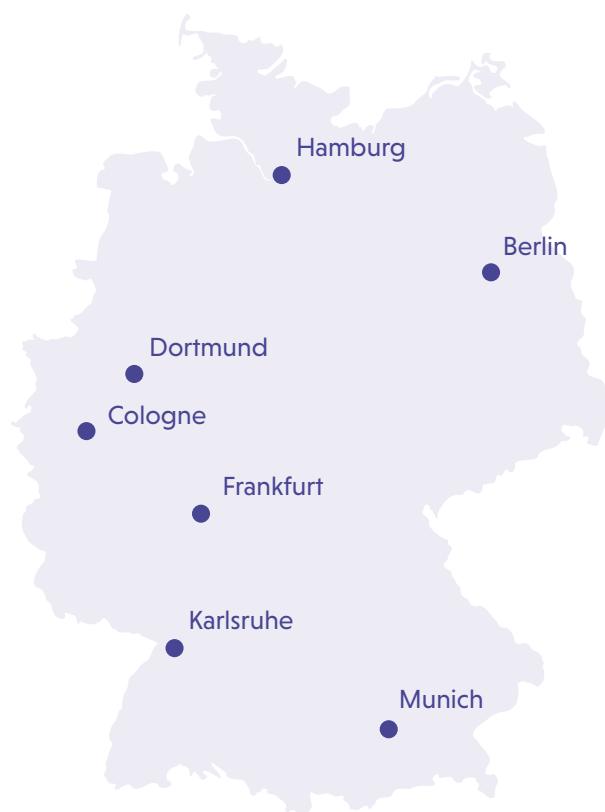 Hamburg
Berlin
Dortmund
Cologne
Frankfurt
Karlsruhe
Munich